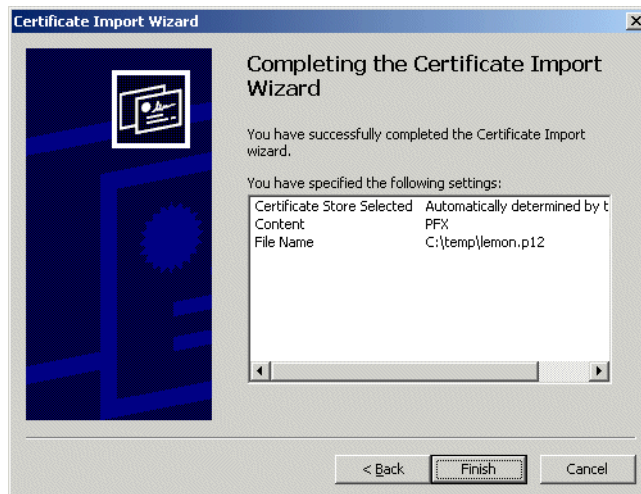 Certificate Import Wizard
Completing the Certificate Import
Wizard
You have successfully completed the Certificate Import
wizard.
You have specified the following settings:
Certificate Store Selected Automatically determined by t
Content PFX
File Name C:\temp\lemon.p12
< Back Finish Cancel